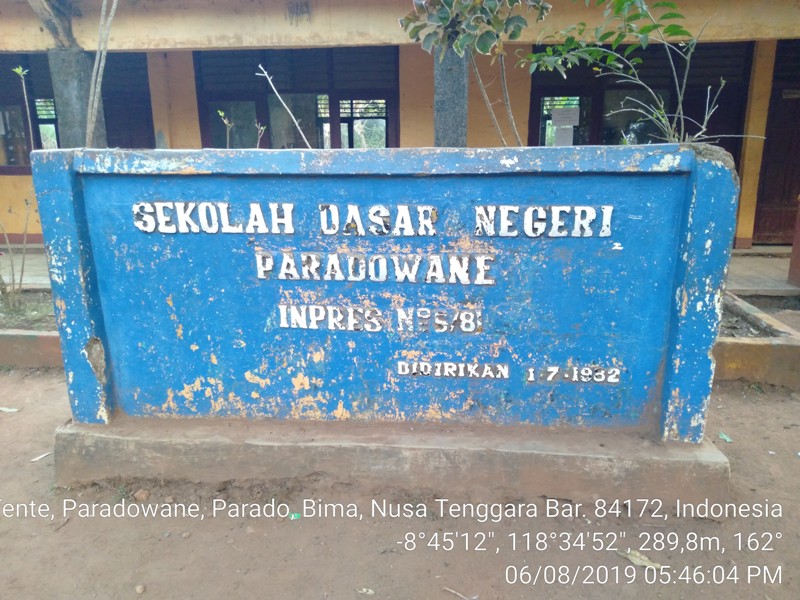 SEKOLAH DASAR NEGERI
PARADOWANE
INPRES No 5/81
DIDIRIKAN 1-7-1982
Tente, Paradowane, Parado, Bima, Nusa Tenggara Bar. 84172, Indonesia
-8°45'12", 118°34'52", 289,8m, 162°
06/08/2019 05:46:04 PM